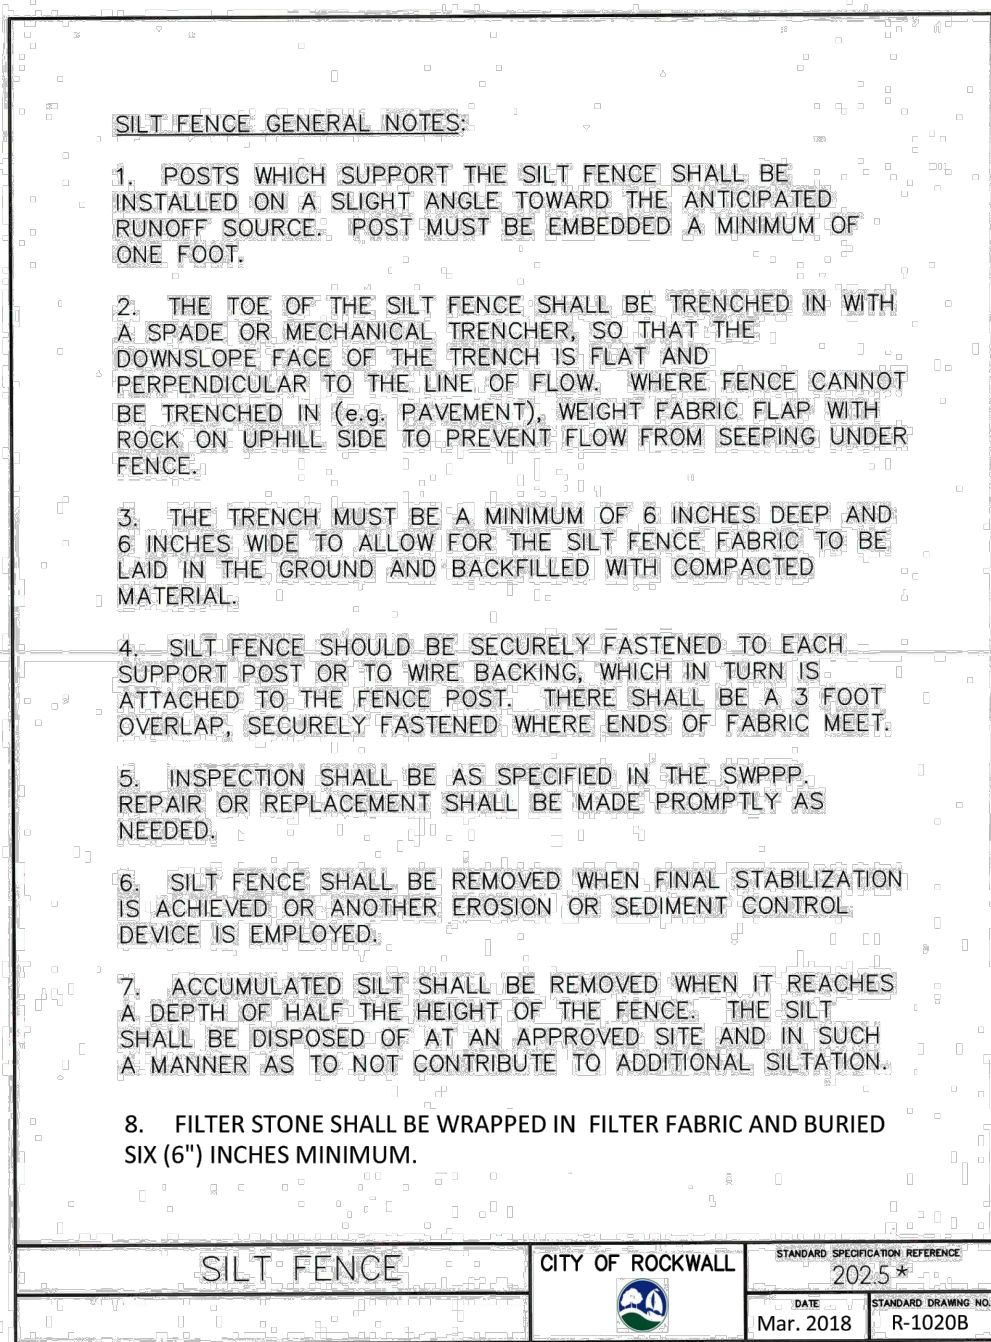 SILT FENCE GENERAL NOTES:
1. POSTS WHICH SUPPORT THE SILT FENCE SHALL BE
INSTALLED ON A SLIGHT ANGLE TOWARD THE ANTICIPATED
RUNOFF SOURCE. POST MUST BE EMBEDDED A MINIMUM OF
ONE FOOT.
2. THE TOE OF THE SILT FENCE SHALL BE TRENCHED IN WITH
A SPADE OR MECHANICAL TRENCHER, SO THAT THE
DOWNSLOPE FACE OF THE TRENCH IS FLAT AND
PERPENDICULAR TO THE LINE OF FLOW. WHERE FENCE CANNOT
BE TRENCHED IN (e.g. PAVEMENT), WEIGHT FABRIC FLAP WITH
ROCK ON UPHILL SIDE TO PREVENT FLOW FROM SEEPING UNDER
FENCE.
3. THE TRENCH MUST BE A MINIMUM OF 6 INCHES DEEP AND
6 INCHES WIDE TO ALLOW FOR THE SILT FENCE FABRIC TO BE
LAID IN THE GROUND AND BACKFILLED WITH COMPACTED
MATERIAL.
4. SILT FENCE SHOULD BE SECURELY FASTENED TO EACH
SUPPORT POST OR TO WIRE BACKING, WHICH IN TURN IS
ATTACHED TO THE FENCE POST. THERE SHALL BE A 3 FOOT
OVERLAP, SECURELY FASTENED WHERE ENDS OF FABRIC MEET.
5. INSPECTION SHALL BE AS SPECIFIED IN THE SWPPP.
REPAIR OR REPLACEMENT SHALL BE MADE PROMPTLY AS
NEEDED.
6. SILT FENCE SHALL BE REMOVED WHEN FINAL STABILIZATION
IS ACHIEVED OR ANOTHER EROSION OR SEDIMENT CONTROL
DEVICE IS EMPLOYED.
7. ACCUMULATED SILT SHALL BE REMOVED WHEN IT REACHES
A DEPTH OF HALF THE HEIGHT OF THE FENCE. THE SILT
SHALL BE DISPOSED OF AT AN APPROVED SITE AND IN SUCH
A MANNER AS TO NOT CONTRIBUTE TO ADDITIONAL SILTATION.
8. FILTER STONE SHALL BE WRAPPED IN FILTER FABRIC AND BURIED
SIX (6") INCHES MINIMUM.
SILT FENCE
CITY OF ROCKWALL
STANDARD SPECIFICATION REFERENCE
202.5*
DATE
Mar. 2018
STANDARD DRAWING NO.
R-1020B